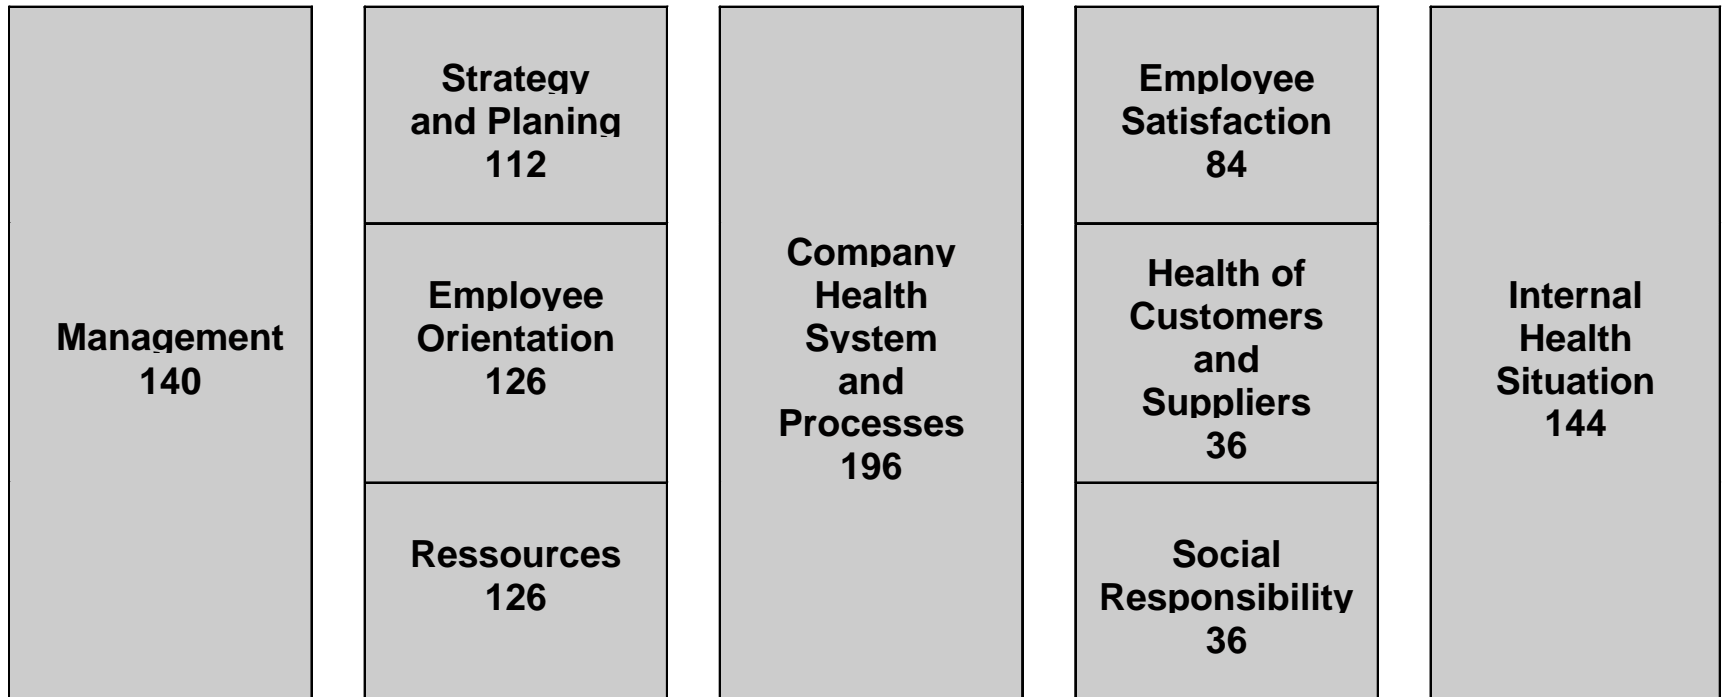 Management
140
Strategy
and Planing
112
Employee
Orientation
126
Ressources
126
Company
Health
System
and
Processes
196
Employee
Satisfaction
84
Health of
Customers
and
Suppliers
36
Social
Responsibility
36
Internal
Health
Situation
144